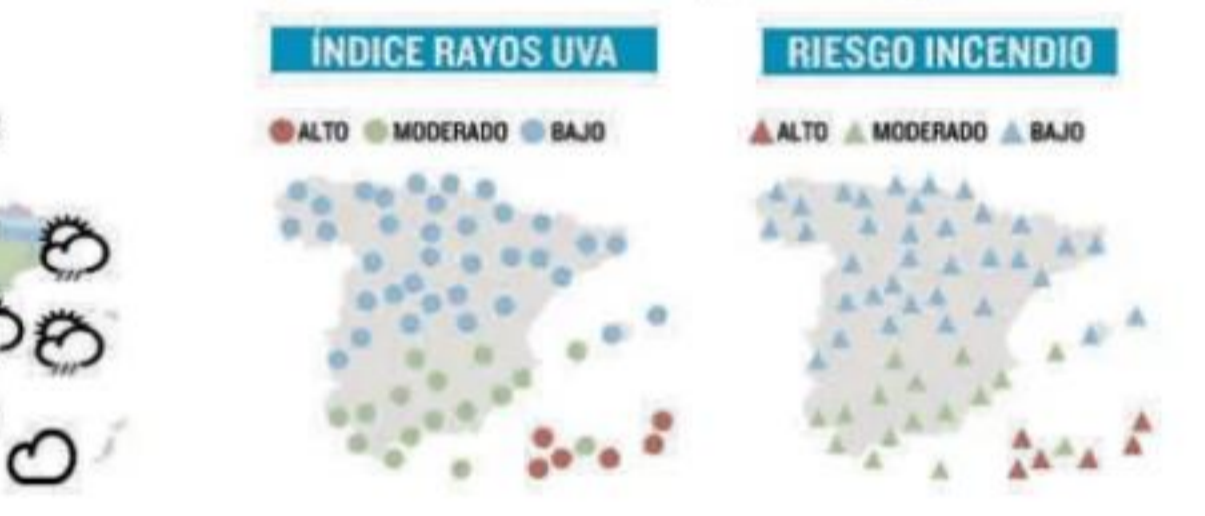 ÍNDICE RAYOS UVA
ALTO MODERADO BAJO
RIESGO INCENDIO
ALTO MODERADO BAJO